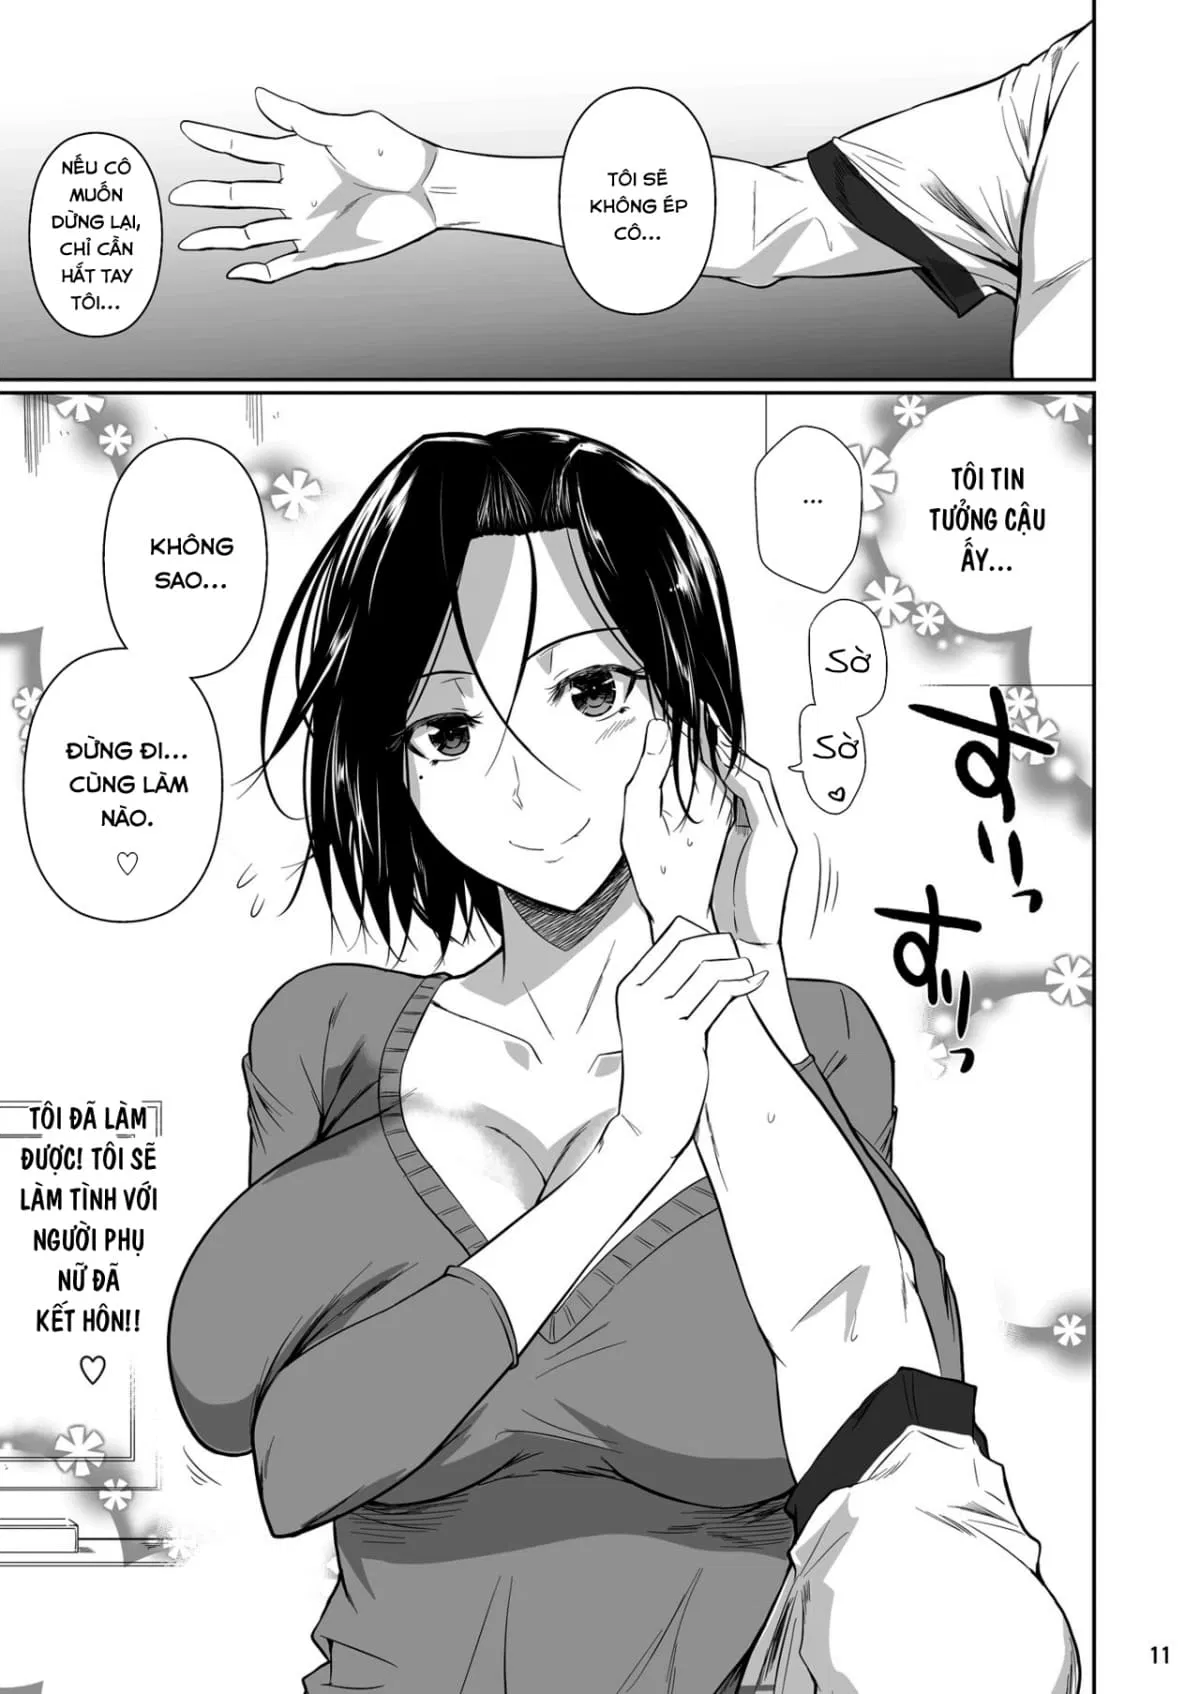 TÔI SẼ
KHÔNG ÉP
CÔ...
NẾU CÔ
MUỐN
DỪNG LẠI,
CHỈ CẦN
HẤT TAY
TÔI...
TÔI TIN
TƯỞNG CẬU
ẤY...
...
SỜ
SỜ
♡
すりっ
すりっ
KHÔNG
SAO...
ĐỪNG ĐI...
CÙNG LÀM
NÀO.
♡
TÔI ĐÃ LÀM
ĐƯỢC! TÔI SẼ
LÀM TÌNH VỚI
NGƯỜI PHỤ
NỮ ĐÃ
KẾT HÔN!!
♡
11